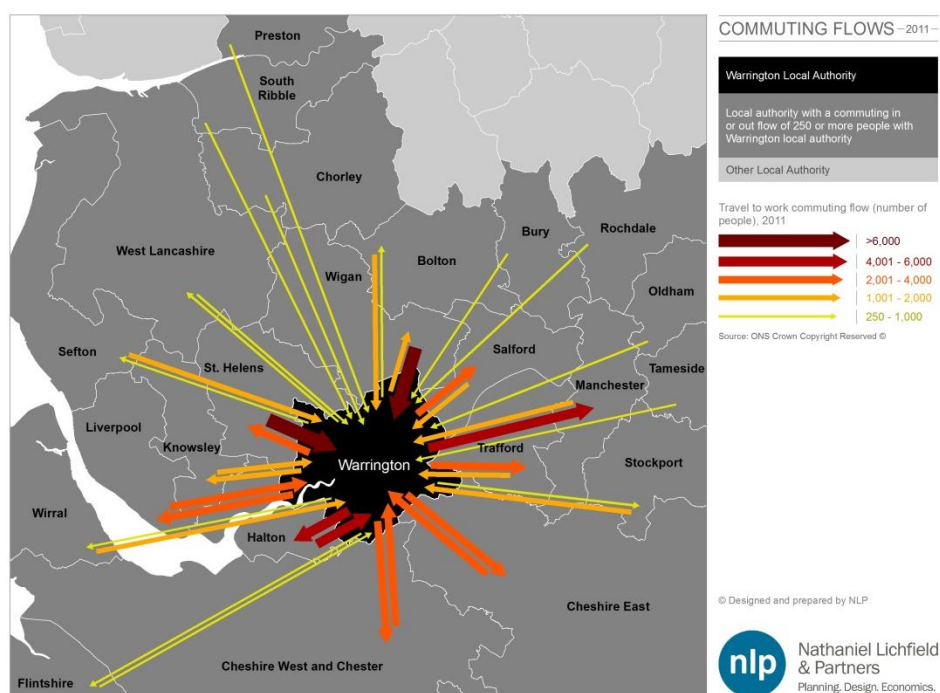 Preston
South
Ribble
Chorley
West Lancashire
Wigan
Bolton
Bury
Rochdale
Oldham
Sefton
St. Helens
Salford
Manchester
Tameside
Liverpool
Knowsley
Warrington
Trafford
Stockport
Wirral
Halton
Cheshire East
Cheshire West and Chester
Flintshire
COMMUTING FLOWS – 2011 –
Warrington Local Authority
Local authority with a commuting in
or out flow of 250 or more people with
Warrington local authority
Other Local Authority
Travel to work commuting flow (number of
people), 2011
>6,000
4,001 - 6,000
2,001 - 4,000
1,001 - 2,000
250 - 1,000
Source: ONS Crown Copyright Reserved ©
© Designed and prepared by NLP
nlp
Nathaniel Lichfield
& Partners
Planning. Design. Economics.